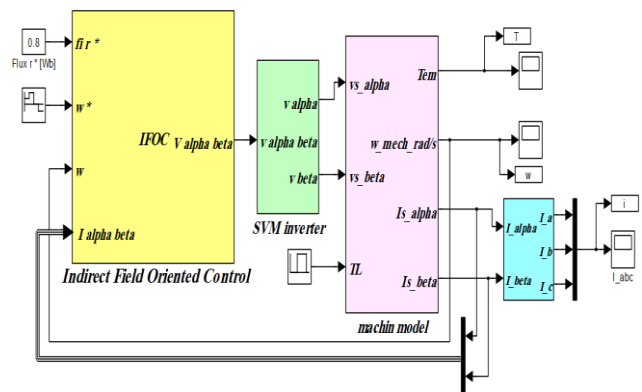 0.8
Flux r * [Wb]
fi r *
w *
w
I alpha beta
IFOC
V alpha beta
Indirect Field Oriented Control
v alpha
v alpha beta
v beta
SVM inverter
vs_alpha
vs_beta
TL
Tem
w_mech_rad/s
Is_alpha
Is_beta
machin model
T
w
I_alpha
I_beta
I_a
I_b
I_c
i
I_abc